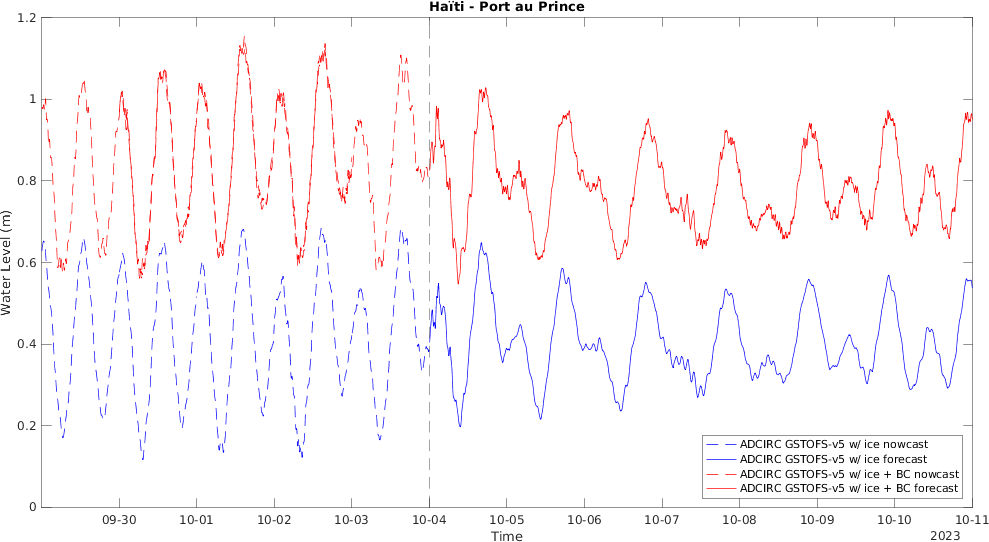 Haïti - Port au Prince
Water Level (m)
1.2
1
0.8
0.6
0.4
0.2
0
ADCIRC GSTOFS-v5 w/ ice nowcast
ADCIRC GSTOFS-v5 w/ ice forecast
ADCIRC GSTOFS-v5 w/ ice + BC nowcast
ADCIRC GSTOFS-v5 w/ ice + BC forecast
09-30 10-01 10-02 10-03 10-04 10-05 10-06 10-07 10-08 10-09 10-10 10-11
Time
2023